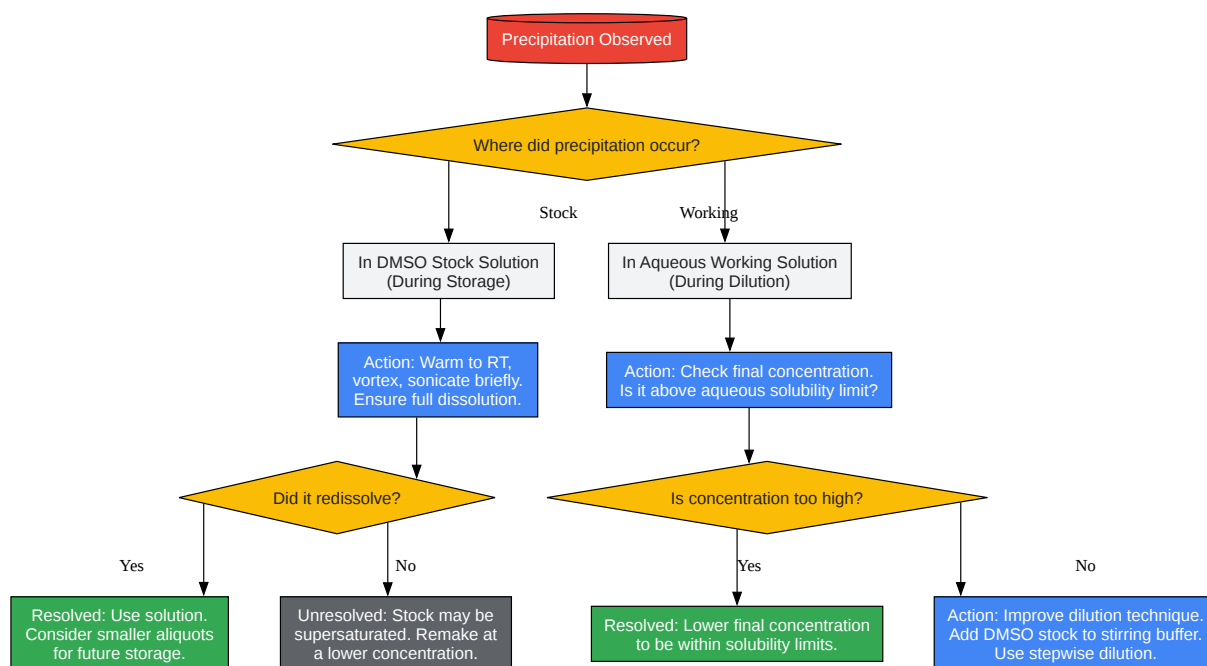 Precipitation Observed
Where did precipitation occur?
Stock
Working
In DMSO Stock Solution
(During Storage)
In Aqueous Working Solution
(During Dilution)
Action: Warm to RT,
vortex, sonicate briefly.
Ensure full dissolution.
Action: Check final concentration.
Is it above aqueous solubility limit?
Did it redissolve?
Is concentration too high?
Yes
No
Yes
No
Resolved: Use solution.
Consider smaller aliquots
for future storage.
Unresolved: Stock may be
supersaturated. Remake at
a lower concentration.
Resolved: Lower final concentration
to be within solubility limits.
Action: Improve dilution technique.
Add DMSO stock to stirring buffer.
Use stepwise dilution.